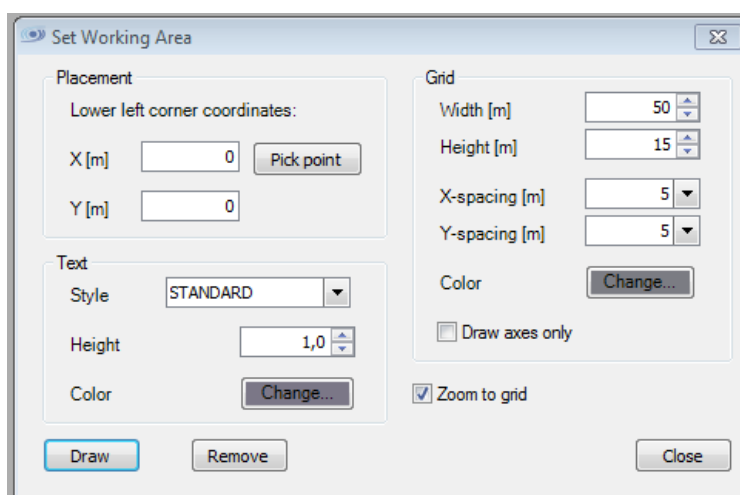 Set Working Area
Placement
Lower left corner coordinates:
X [m] 0 Pick point
Y [m] 0
Text
Style STANDARD
Height 1,0
Color Change...
Grid
Width [m] 50
Height [m] 15
X-spacing [m] 5
Y-spacing [m] 5
Color Change...
Draw axes only
Zoom to grid
Draw Remove Close